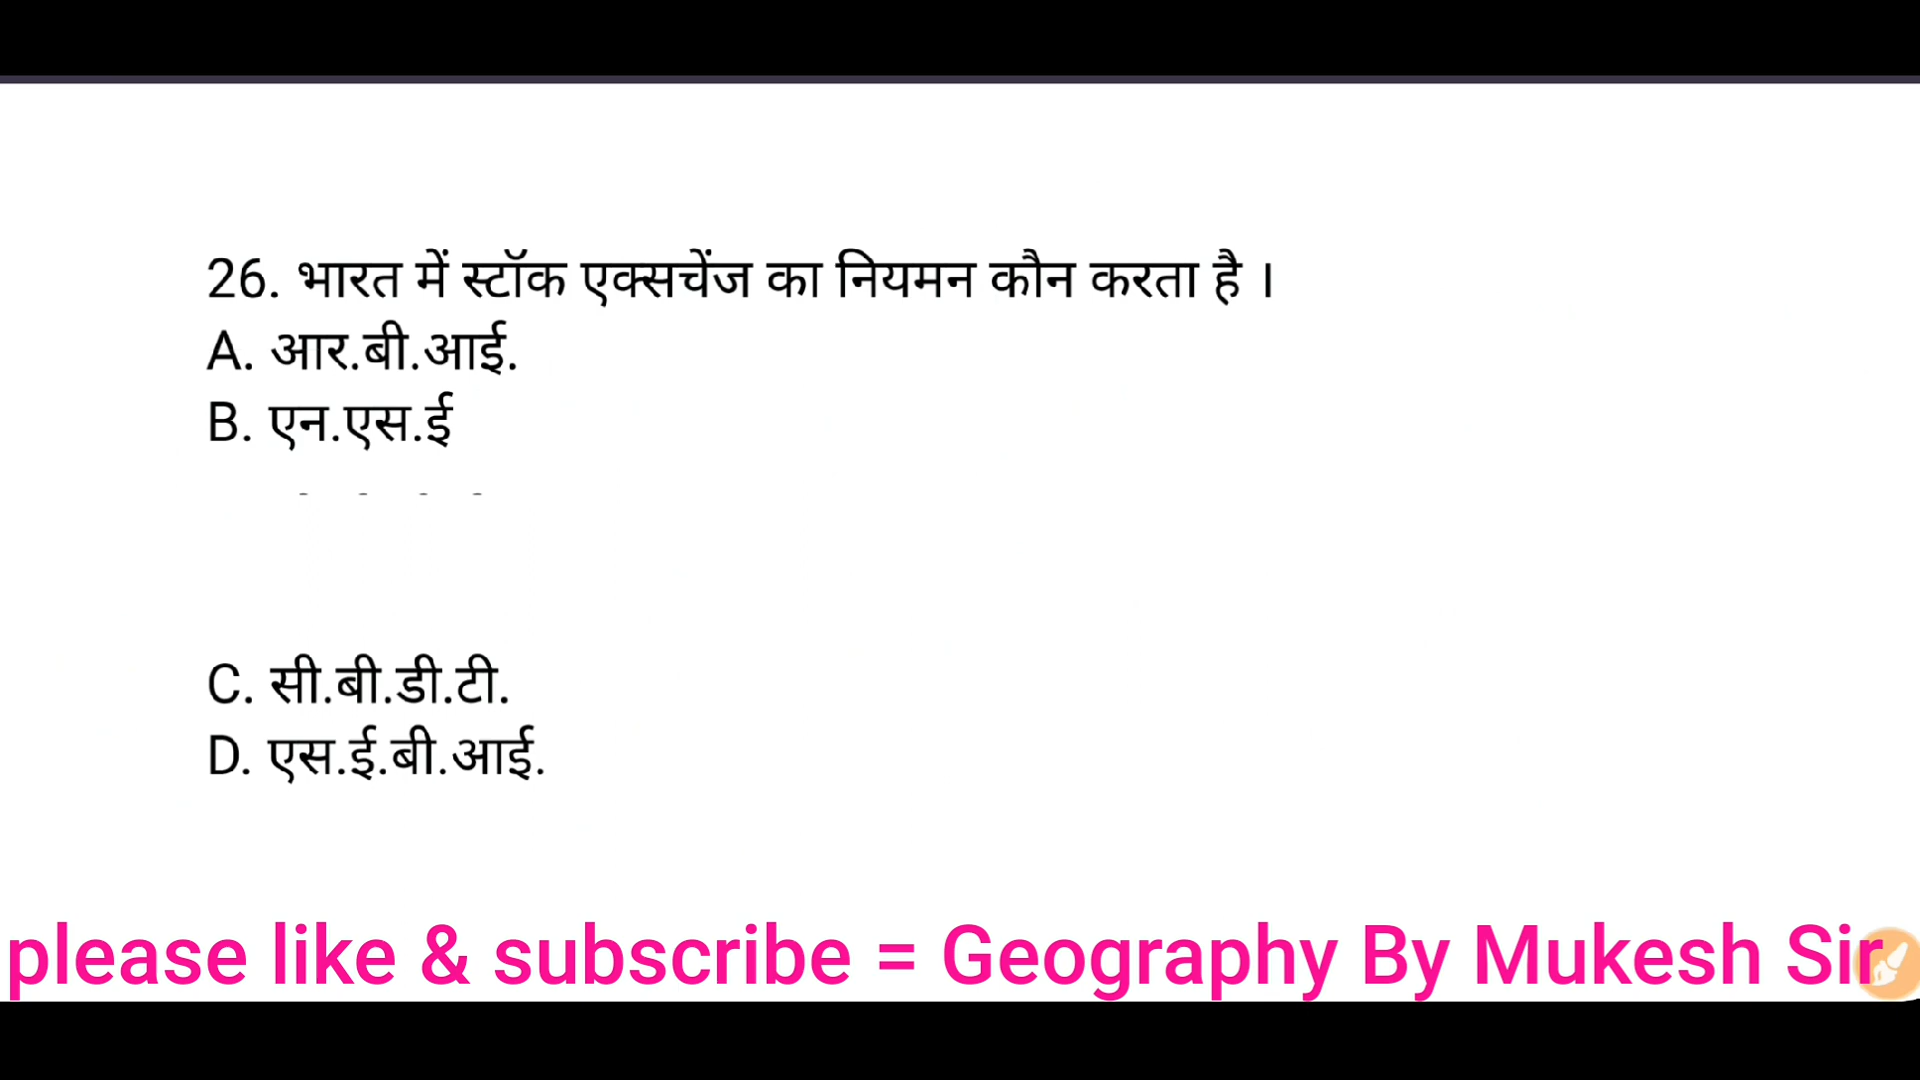 26. भारत में स्टॉक एक्सचेंज का नियमन कौन करता है ।
A. आर.बी.आई.
B. एन.एस.ई
C. सी.बी.डी.टी.
D. एस.ई.बी.आई.
please like & subscribe = Geography By Mukesh Sir